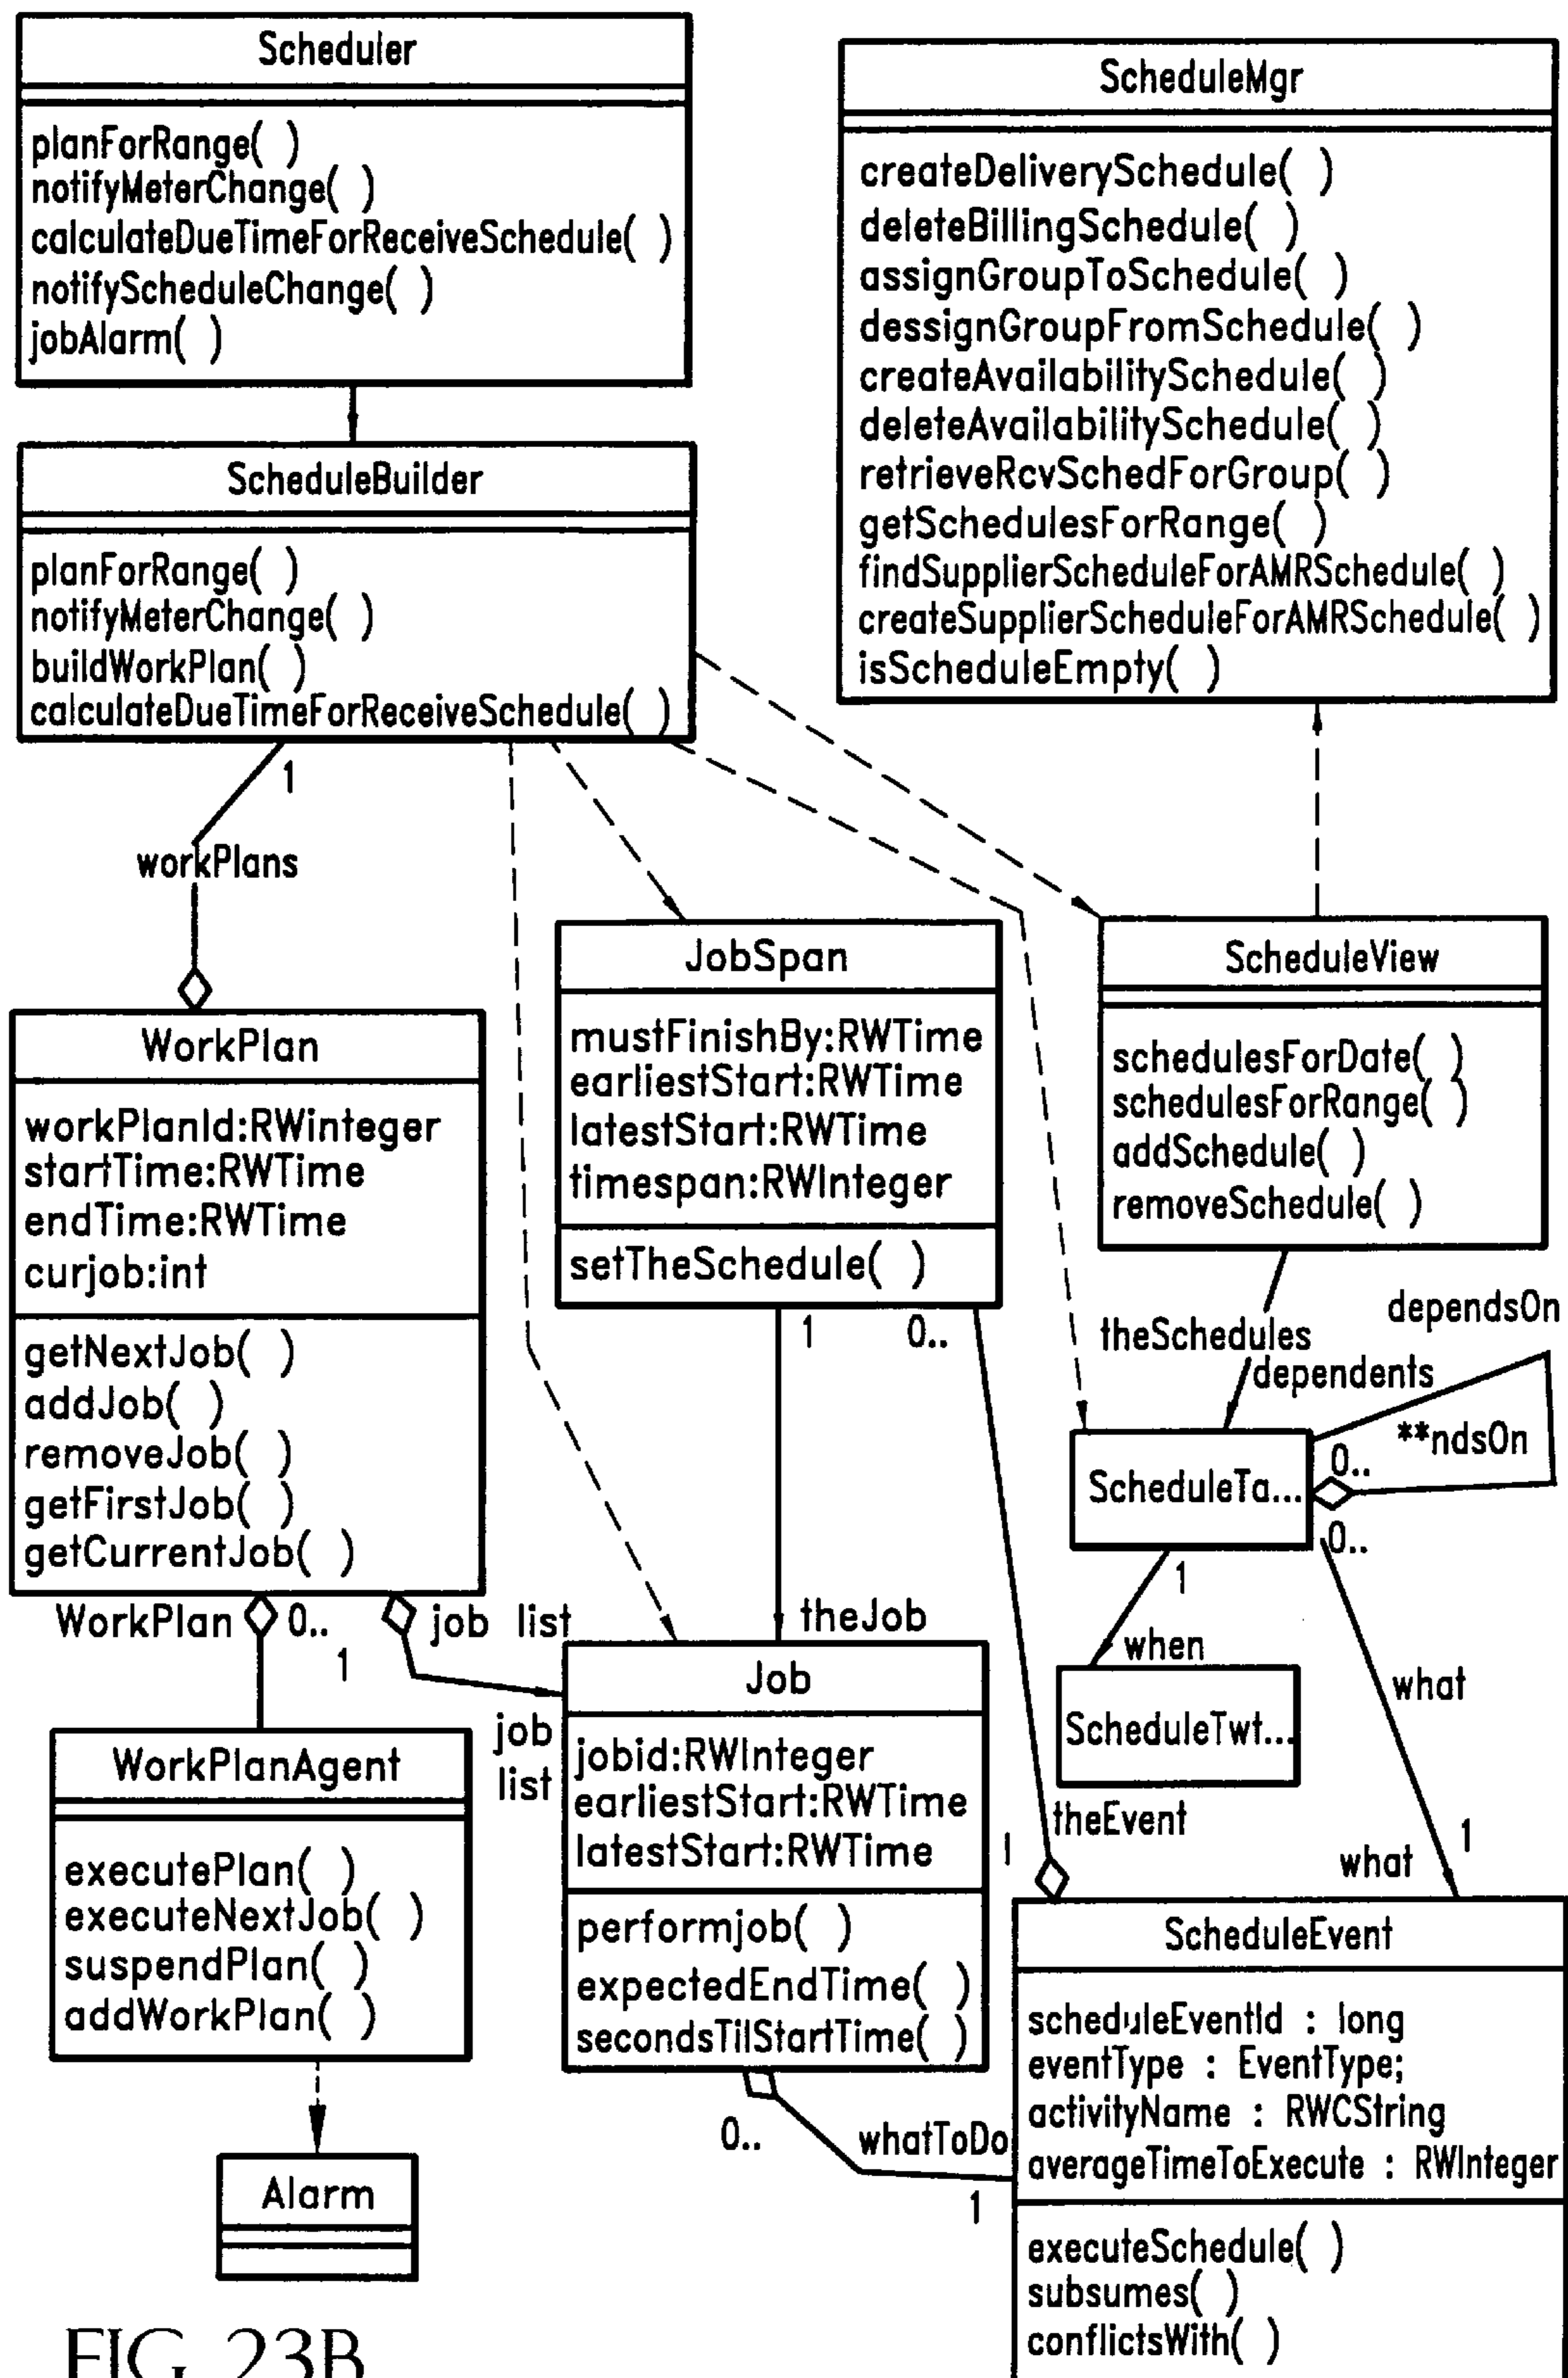 Scheduler
planForRange( )
notifyMeterChange( )
calculateDueTimeForReceiveSchedule( )
notifyScheduleChange( )
jobAlarm( )
ScheduleMgr
createDeliverySchedule( )
deleteBillingSchedule( )
assignGroupToSchedule( )
dessignGroupFromSchedule( )
createAvailabilitySchedule( )
deleteAvailabilitySchedule( )
retrieveRcvSchedForGroup( )
getSchedulesForRange( )
findSupplierScheduleForAMRSchedule( )
createSupplierScheduleForAMRSchedule( )
isScheduleEmpty( )
ScheduleBuilder
planForRange( )
notifyMeterChange( )
buildWorkPlan( )
calculateDueTimeForReceiveSchedule( )
1
workPlans
WorkPlan
workPlanId:RWinteger
startTime:RWTime
endTime:RWTime
curjob:int
getNextJob( )
addJob( )
removeJob( )
getFirstJob( )
getCurrentJob( )
JobSpan
mustFinishBy:RWTime
earliestStart:RWTime
latestStart:RWTime
timespan:RWInteger
setTheSchedule( )
1
0..
ScheduleView
schedulesForDate( )
schedulesForRange( )
addSchedule( )
removeSchedule( )
theSchedules
dependsOn
dependents
**ndsOn
0..
ScheduleTa...
0..
1
when
ScheduleTwt...
what
1
what
WorkPlan
0..
1
job list
job
list
theJob
Job
jobid:RWInteger
earliestStart:RWTime
latestStart:RWTime
performjob( )
expectedEndTime( )
secondsTilStartTime( )
0..
whatToDo
1
WorkPlanAgent
executePlan( )
executeNextJob( )
suspendPlan( )
addWorkPlan( )
Alarm
theEvent
1
ScheduleEvent
scheduleEventId : long
eventType : EventType;
activityName : RWCString
averageTimeToExecute : RWInteger
executeSchedule( )
subsumes( )
conflictsWith( )
FIG. 23B